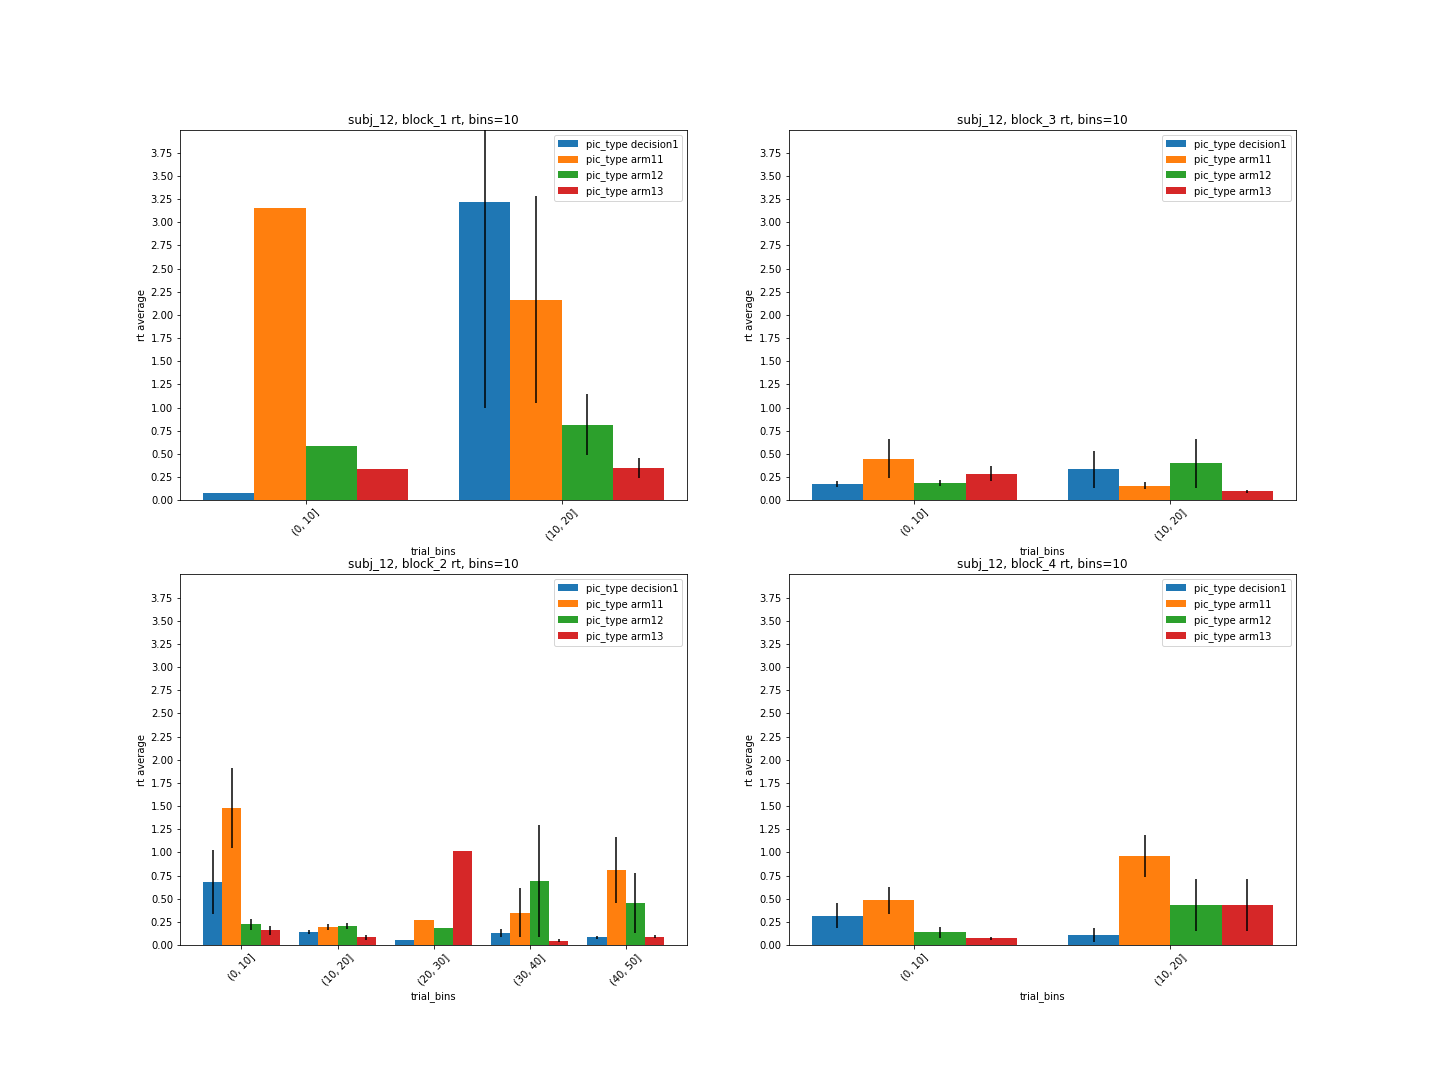 subj_12, block_1 rt, bins=10
pic_type decision1
pic_type arm11
pic_type arm12
pic_type arm13
3.75
3.50
3.25
3.00
2.75
2.50
2.25
2.00
1.75
1.50
1.25
1.00
0.75
0.50
0.25
0.00
rt average
(0, 10]
(10, 20]
trial_bins
subj_12, block_3 rt, bins=10
pic_type decision1
pic_type arm11
pic_type arm12
pic_type arm13
3.75
3.50
3.25
3.00
2.75
2.50
2.25
2.00
1.75
1.50
1.25
1.00
0.75
0.50
0.25
0.00
rt average
(0, 10]
(10, 20]
trial_bins
subj_12, block_2 rt, bins=10
pic_type decision1
pic_type arm11
pic_type arm12
pic_type arm13
3.75
3.50
3.25
3.00
2.75
2.50
2.25
2.00
1.75
1.50
1.25
1.00
0.75
0.50
0.25
0.00
rt average
(0, 10]
(10, 20]
(20, 30]
(30, 40]
(40, 50]
trial_bins
subj_12, block_4 rt, bins=10
pic_type decision1
pic_type arm11
pic_type arm12
pic_type arm13
3.75
3.50
3.25
3.00
2.75
2.50
2.25
2.00
1.75
1.50
1.25
1.00
0.75
0.50
0.25
0.00
rt average
(0, 10]
(10, 20]
trial_bins